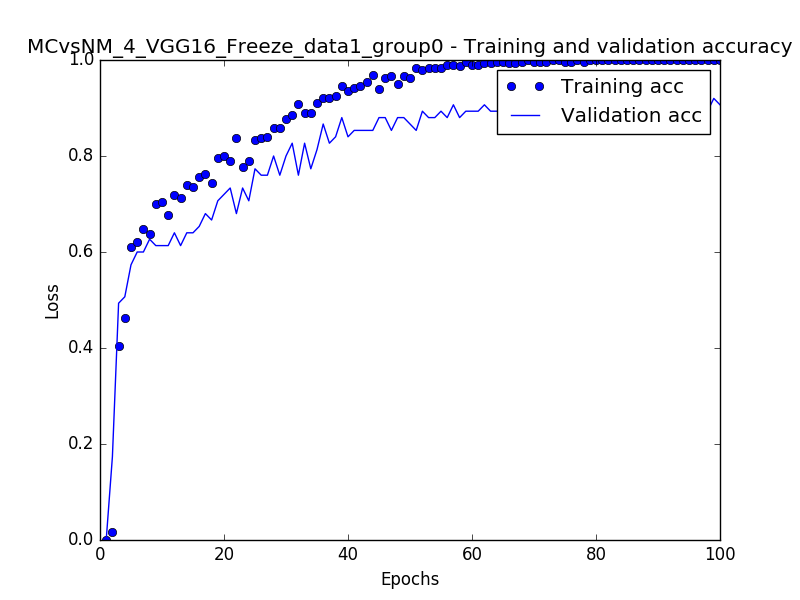 MCvsNM_4_VGG16_Freeze_data1_group0 - Training and validation accuracy
1.0
Training acc
Validation acc
0.8
0.6
Loss
0.4
0.2
0.0
0 20 40 60 80 100
Epochs